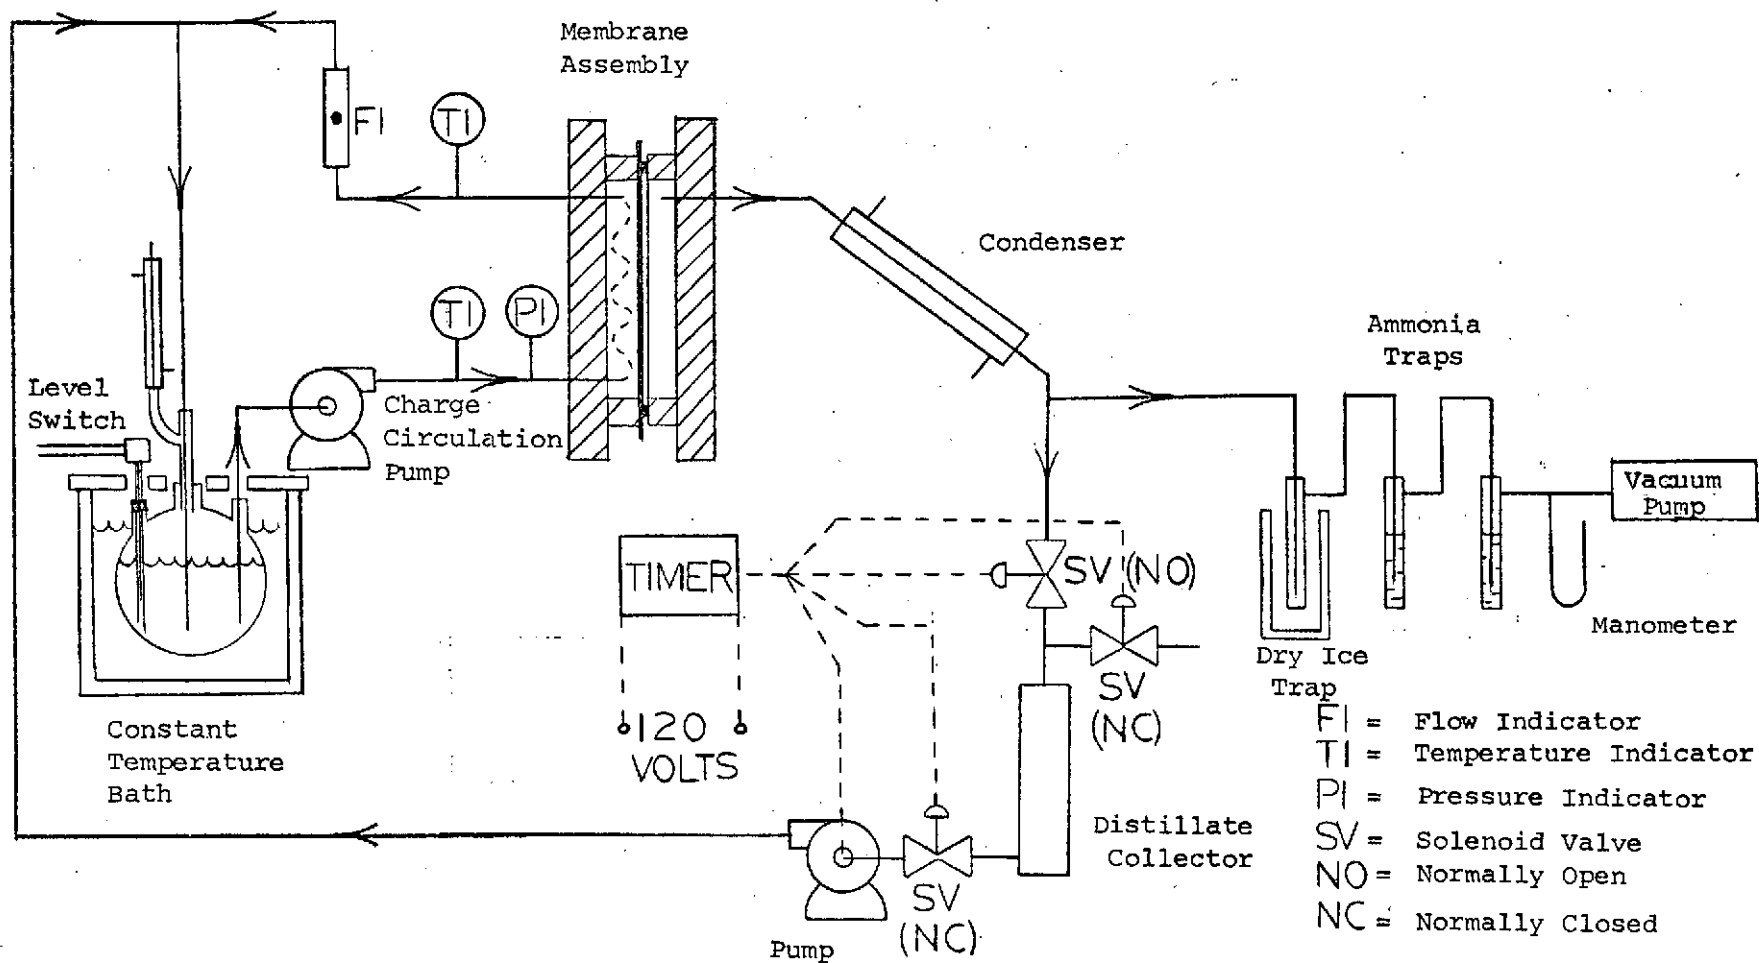 Membrane
Assembly
FI
TI
Condenser
TI
PI
Ammonia
Traps
Level
Switch
Charge
Circulation
Pump
Vacuum
Pump
TIMER
SV (NO)
Manometer
Dry Ice
Trap
SV
(NC)
120
VOLTS
Constant
Temperature
Bath
Distillate
Collector
SV
(NC)
Pump
FI = Flow Indicator
TI = Temperature Indicator
PI = Pressure Indicator
SV = Solenoid Valve
NO = Normally Open
NC = Normally Closed